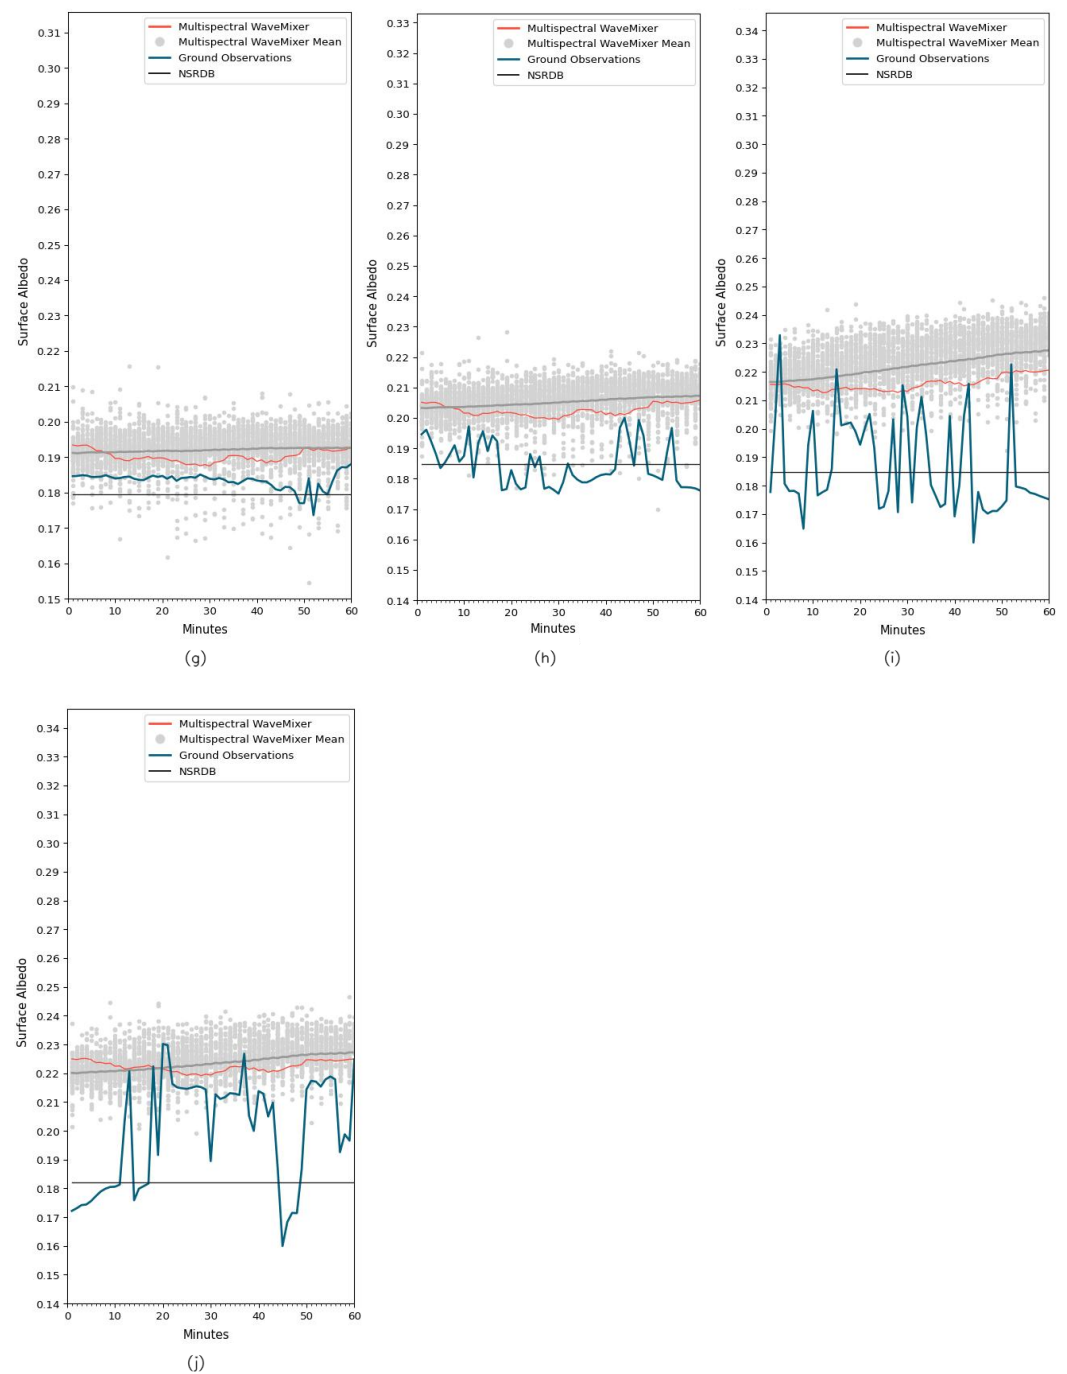 Multispectral WaveMixer
Multispectral WaveMixer Mean
Ground Observations
NSRDB
0.31
0.30
0.29
0.28
0.27
0.26
0.25
0.24
0.23
0.22
0.21
0.20
0.19
0.18
0.17
0.16
0.15
Surface Albedo
0 10 20 30 40 50 60
Minutes
(g)
Multispectral WaveMixer
Multispectral WaveMixer Mean
Ground Observations
NSRDB
0.33
0.32
0.31
0.30
0.29
0.28
0.27
0.26
0.25
0.24
0.23
0.22
0.21
0.20
0.19
0.18
0.17
0.16
0.15
0.14
Surface Albedo
0 10 20 30 40 50 60
Minutes
(h)
Multispectral WaveMixer
Multispectral WaveMixer Mean
Ground Observations
NSRDB
0.34
0.33
0.32
0.31
0.30
0.29
0.28
0.27
0.26
0.25
0.24
0.23
0.22
0.21
0.20
0.19
0.18
0.17
0.16
0.15
0.14
Surface Albedo
0 10 20 30 40 50 60
Minutes
(i)
Multispectral WaveMixer
Multispectral WaveMixer Mean
Ground Observations
NSRDB
0.34
0.33
0.32
0.31
0.30
0.29
0.28
0.27
0.26
0.25
0.24
0.23
0.22
0.21
0.20
0.19
0.18
0.17
0.16
0.15
0.14
Surface Albedo
0 10 20 30 40 50 60
Minutes
(j)